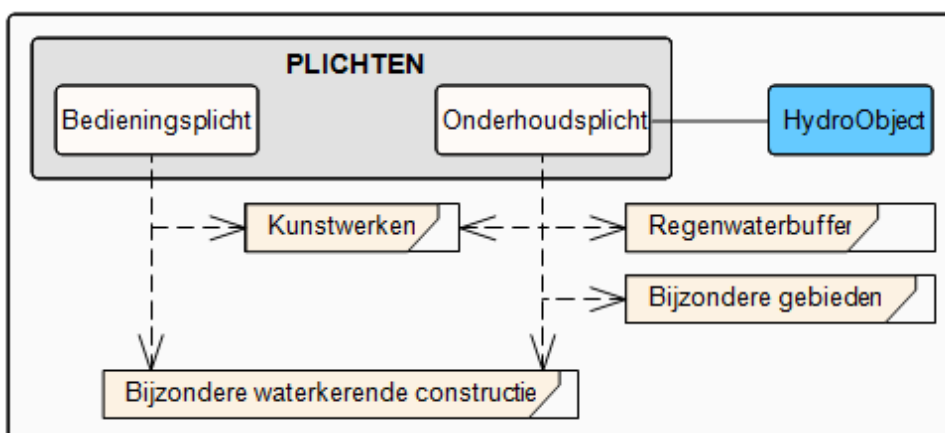 PLICHTEN
Bedieningsplicht
Onderhoudsplicht
HydroObject
Kunstwerken
Regenwaterbuffer
Bijzondere gebieden
Bijzondere waterkerende constructie